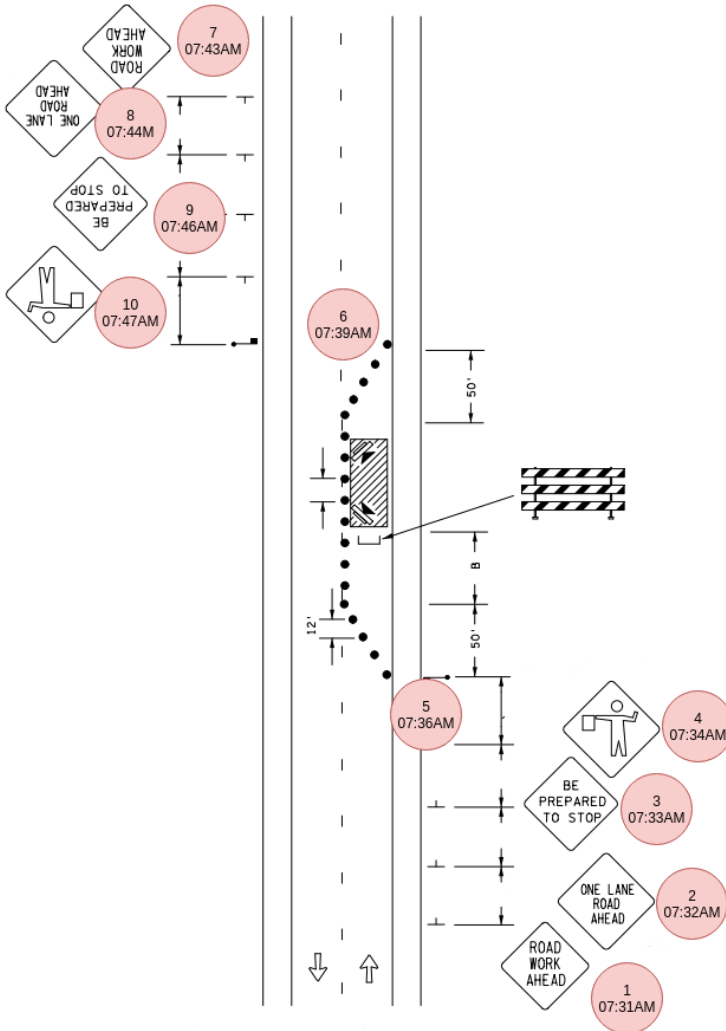 7
07:43AM
ROAD
WORK
AHEAD
8
07:44M
ONE LANE
ROAD
AHEAD
9
07:46AM
BE
PREPARED
TO STOP
10
07:47AM
6
07:39AM
50'
B
12'
50'
5
07:36AM
4
07:34AM
BE
PREPARED
TO STOP
3
07:33AM
ONE LANE
ROAD
AHEAD
2
07:32AM
ROAD
WORK
AHEAD
1
07:31AM